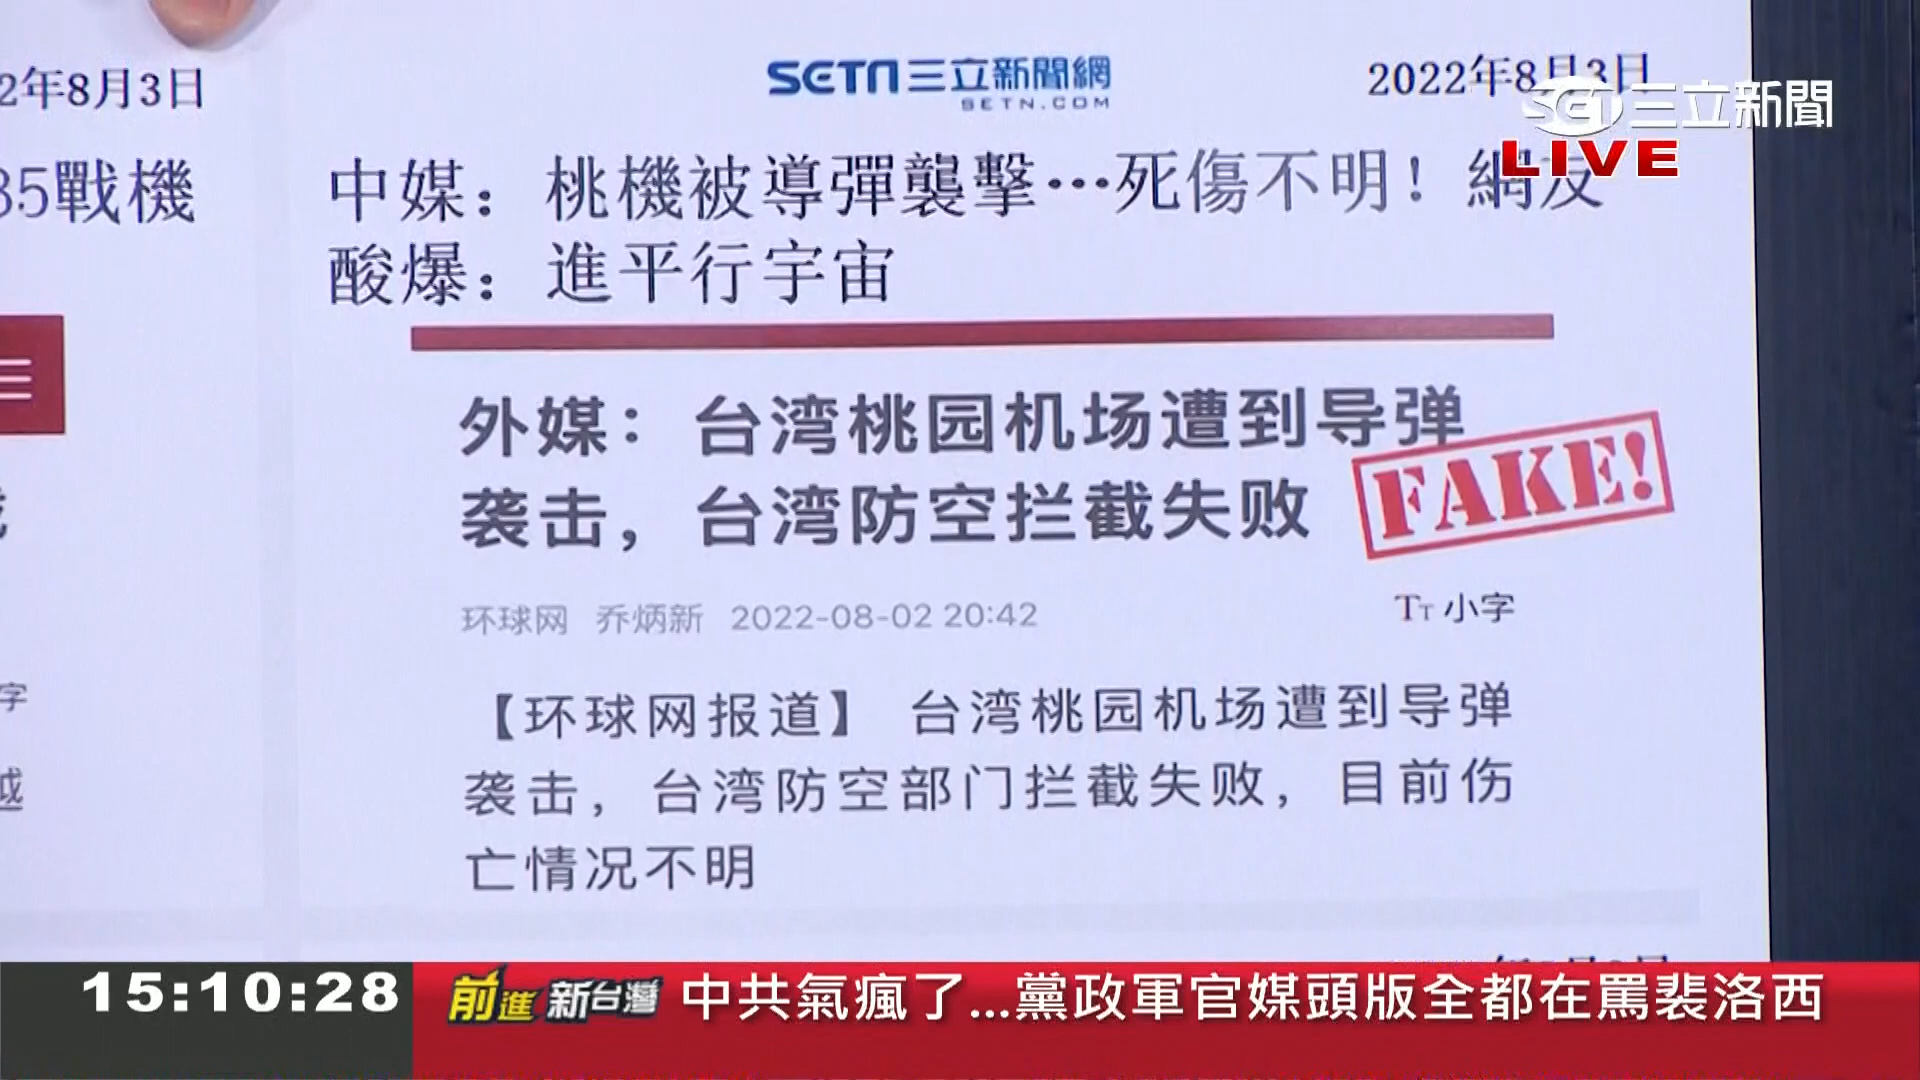 2年8月3日
35戰機
字
SETN三立新聞網
SETN.COM
2022年8月3日
SET三立新聞
LIVE
中媒：桃機被導彈襲擊…死傷不明！網友
酸爆：進平行宇宙
外媒：台湾桃园机场遭到导弹
袭击，台湾防空拦截失败
FAKE!
环球网 乔炳新 2022-08-02 20:42
TT 小字
【环球网报道】 台湾桃园机场遭到导弹
袭击，台湾防空部门拦截失败，目前伤
亡情况不明
15:10:28
前進新台灣
中共氣瘋了...黨政軍官媒頭版全都在罵裴洛西